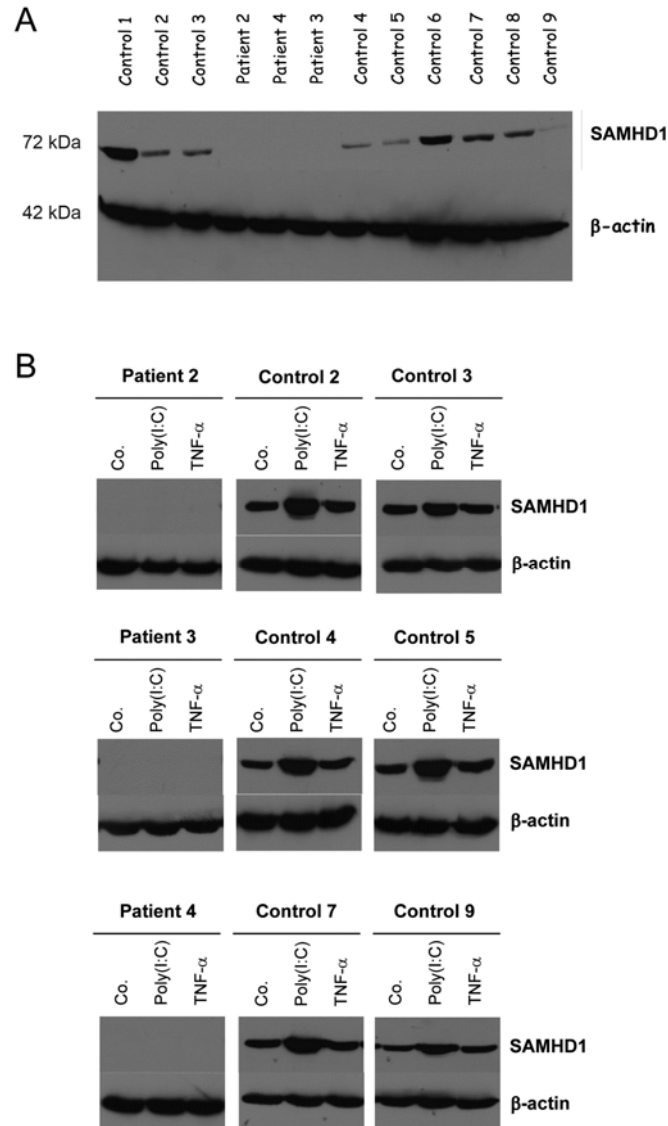 A
Control 1 Control 2 Control 3 Patient 2 Patient 4 Patient 3 Control 4 Control 5 Control 6 Control 7 Control 8 Control 9
72 kDa SAMHD1
42 kDa β-actin
B
Patient 2 Control 2 Control 3
Co. Poly(I:C) TNF-α Co. Poly(I:C) TNF-α Co. Poly(I:C) TNF-α
SAMHD1
β-actin
Patient 3 Control 4 Control 5
Co. Poly(I:C) TNF-α Co. Poly(I:C) TNF-α Co. Poly(I:C) TNF-α
SAMHD1
β-actin
Patient 4 Control 7 Control 9
Co. Poly(I:C) TNF-α Co. Poly(I:C) TNF-α Co. Poly(I:C) TNF-α
SAMHD1
β-actin